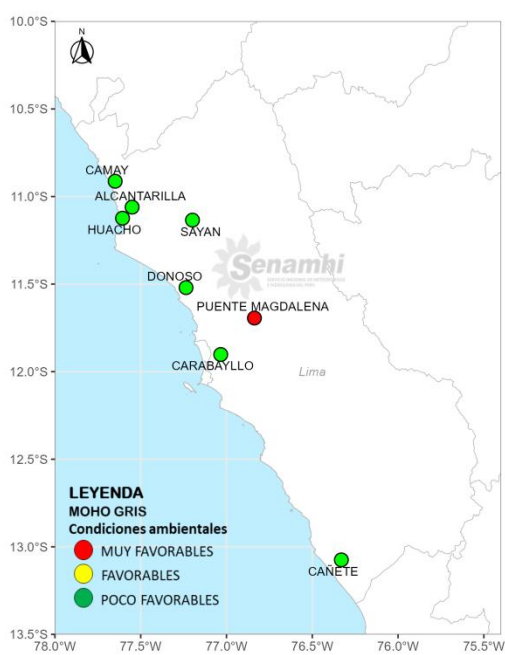 10.0°S
N
10.5°S
CAMAY
11.0°S
ALCANTARILLA
HUACHO
SAYAN
Senamhi
11.5°S
DONOSO
PUENTE MAGDALENA
CARABAYLLO
12.0°S
Lima
12.5°S
LEYENDA
MOHO GRIS
Condiciones ambientales
13.0°S
MUY FAVORABLES
FAVORABLES
POCO FAVORABLES
CAÑETE
13.5°S
78.0°W 77.5°W 77.0°W 76.5°W 76.0°W 75.5°W